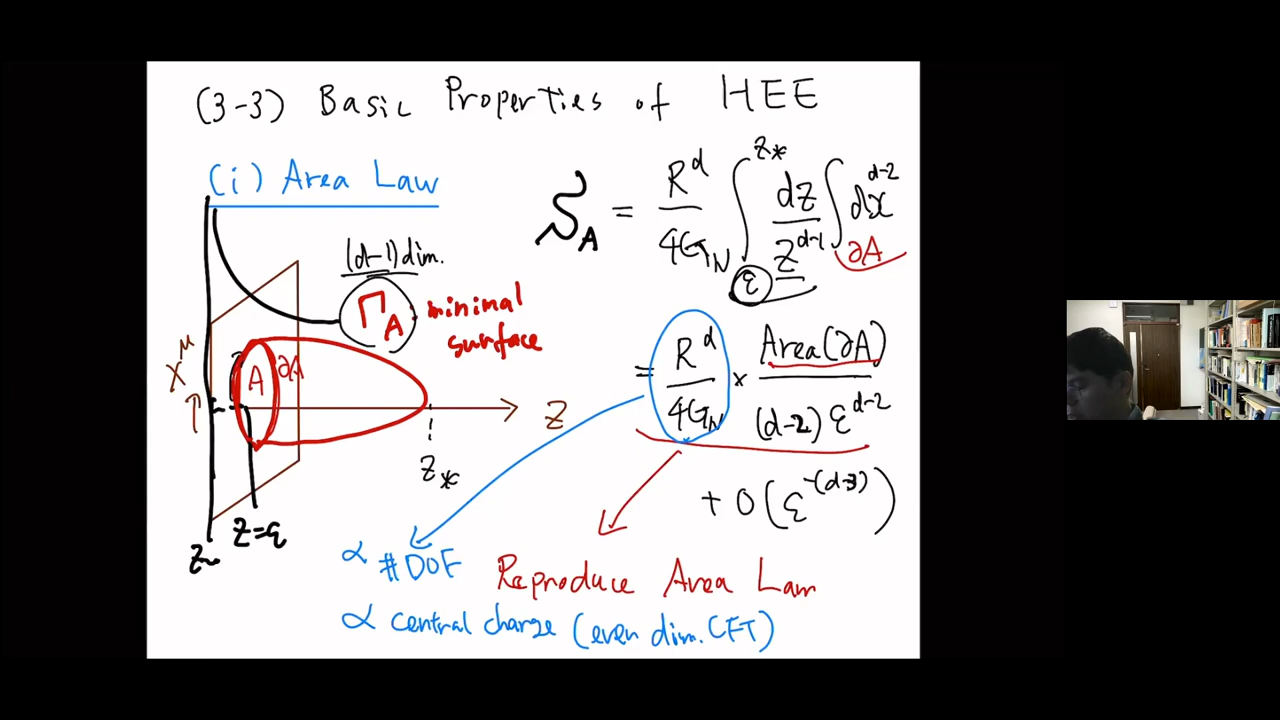 (3-3) Basic Properties of HEE
(i) Area Law
S_A = R^d / 4G_N ∫_ε^{z*} dz / z^{d-1} ∫_{∂A} dx^{d-2}
(d-1) dim.
Γ_A : minimal
surface
= R^d / 4G_N × Area(∂A) / (d-2) ε^{d-2}
+ O(ε^{-(d-3)})
x^μ
A
∂A
z
z*
z=ε
∝ #DOF
Reproduce Area Law
∝ central charge (even dim. CFT)